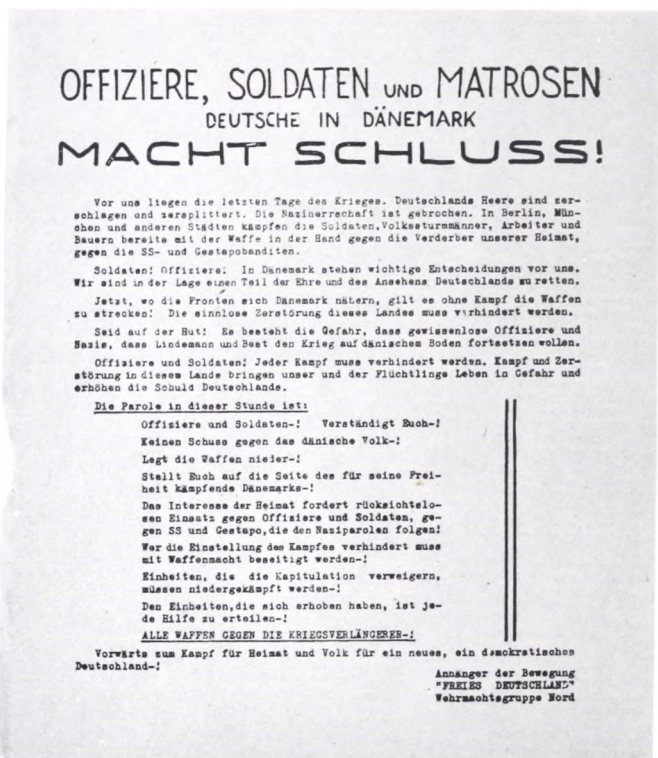 OFFIZIERE, SOLDATEN UND MATROSEN
DEUTSCHE IN DÄNEMARK
MACHT SCHLUSS!
Vor uns liegen die letzten Tage des Krieges. Deutschlands Heere sind zer-
schlagen und zersplittert. Die Naziherrschaft ist gebrochen. In Berlin, Mün-
chen und anderen Städten kämpfen die Soldaten,Volkssturmmänner, Arbeiter und
Bauern bereits mit der Waffe in der Hand gegen die Verderber unserer Heimat,
gegen die SS- und Gestapobanditen.
Soldaten! Offiziere! In Dänemark stehen wichtige Entscheidungen vor uns.
Wir sind in der Lage einen Teil der Ehre und des Ansehens Deutschlands zu retten.
Jetzt, wo die Fronten sich Dänemark nähern, gilt es ohne Kampf die Waffen
zu strecken! Die sinnlose Zerstörung dieses Landes muss verhindert werden.
Seid auf der Hut! Es besteht die Gefahr, dass gewissenlose Offiziere und
Nazis, dass Lindemann und Best den Krieg auf dänischem Boden fortsetzen wollen.
Offiziere und Soldaten! Jeder Kampf muss verhindert werden. Kampf und Zer-
störung in diesem Lande bringen unser und der Flüchtlinge Leben in Gefahr und
erhöhen die Schuld Deutschlands.
Die Parole in dieser Stunde ist:
Offiziere und Soldaten-! Verständigt Euch-!
Keinen Schuss gegen das dänische Volk-!
Legt die Waffen nieder-!
Stellt Euch auf die Seite des für seine Frei-
heit kämpfende Dänemarks-!
Das Interesse der Heimat fordert rücksichtslo-
sen Einsatz gegen Offiziere und Soldaten, ge-
gen SS und Gestapo,die den Naziparolen folgen!
Wer die Einstellung des Kampfes verhindert muss
mit Waffenmacht beseitigt werden-!
Einheiten, die die Kapitulation verweigern,
müssen niedergekämpft werden-!
Den Einheiten,die sich erhoben haben, ist je-
de Hilfe zu erteilen-!
ALLE WAFFEN GEGEN DIE KRIEGSVERLÄNGERER-!
Vorwärts zum Kampf für Heimat und Volk für ein neues, ein demokratisches
Deutschland-!
Anhänger der Bewegung
"FREIES DEUTSCHLAND"
Wehrmachtsgruppe Nord